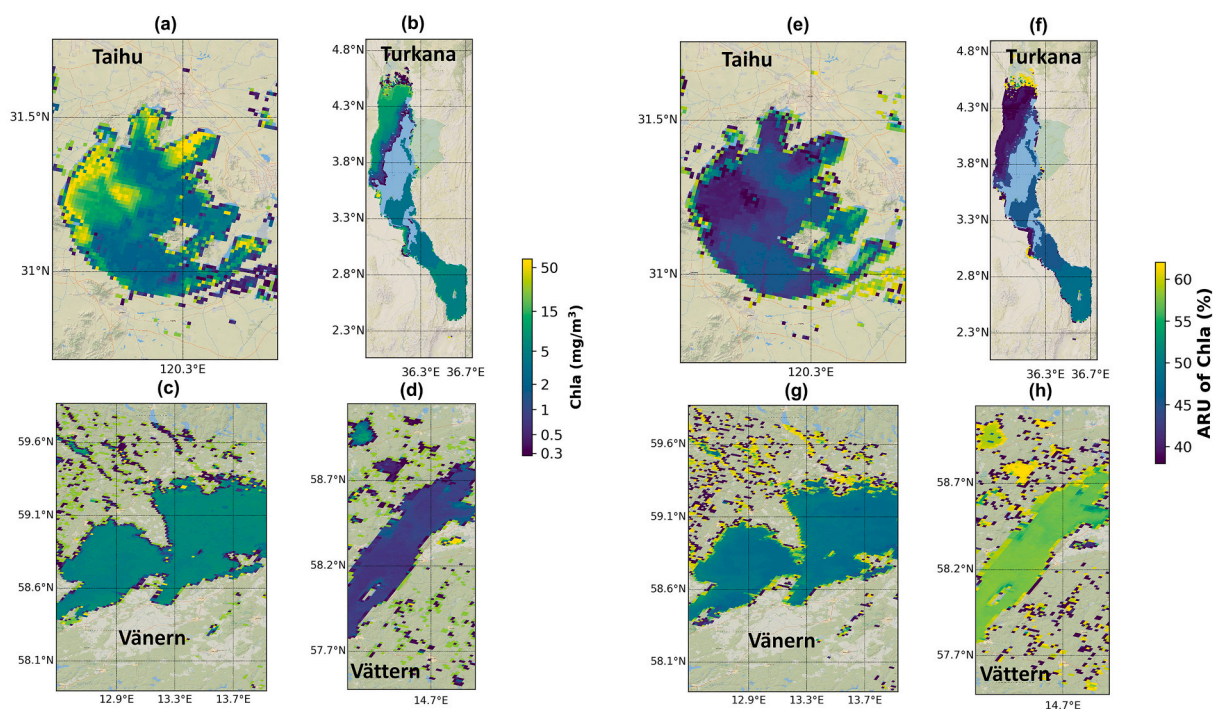 (a)
Taihu
31.5°N
31°N
120.3°E
(b)
Turkana
4.8°N
4.3°N
3.8°N
3.3°N
2.8°N
2.3°N
36.3°E 36.7°E
(c)
Vänern
59.6°N
59.1°N
58.6°N
58.1°N
12.9°E 13.3°E 13.7°E
(d)
Vättern
58.7°N
58.2°N
57.7°N
14.7°E
50
15
5
2
1
0.5
0.3
Chla (mg/m³)
(e)
Taihu
31.5°N
31°N
120.3°E
(f)
Turkana
4.8°N
4.3°N
3.8°N
3.3°N
2.8°N
2.3°N
36.3°E 36.7°E
(g)
Vänern
59.6°N
59.1°N
58.6°N
58.1°N
12.9°E 13.3°E 13.7°E
(h)
Vättern
58.7°N
58.2°N
57.7°N
14.7°E
60
55
50
45
40
ARU of Chla (%)